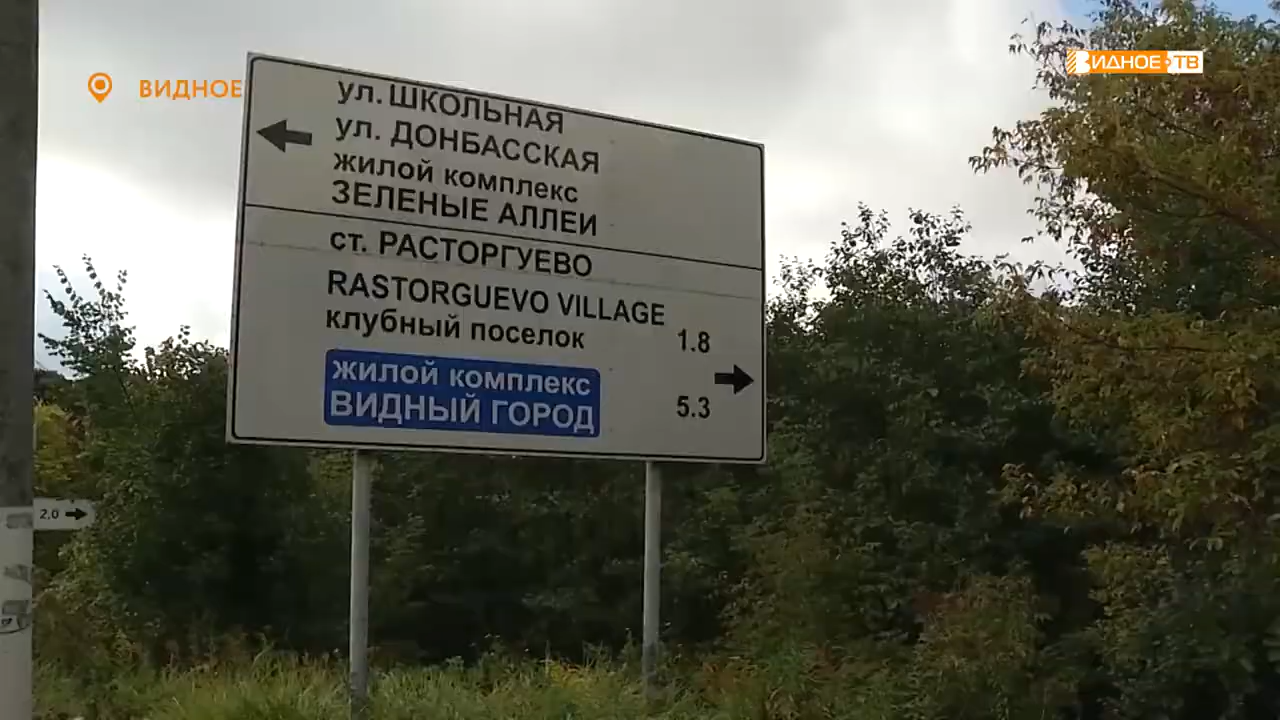 ВИДНОЕ
ВИДНОЕ ТВ
ул. ШКОЛЬНАЯ
ул. ДОНБАССКАЯ
жилой комплекс
ЗЕЛЕНЫЕ АЛЛЕИ
ст. РАСТОРГУЕВО
RASTORGUEVO VILLAGE
клубный поселок 1.8
жилой комплекс
ВИДНЫЙ ГОРОД 5.3
2,0